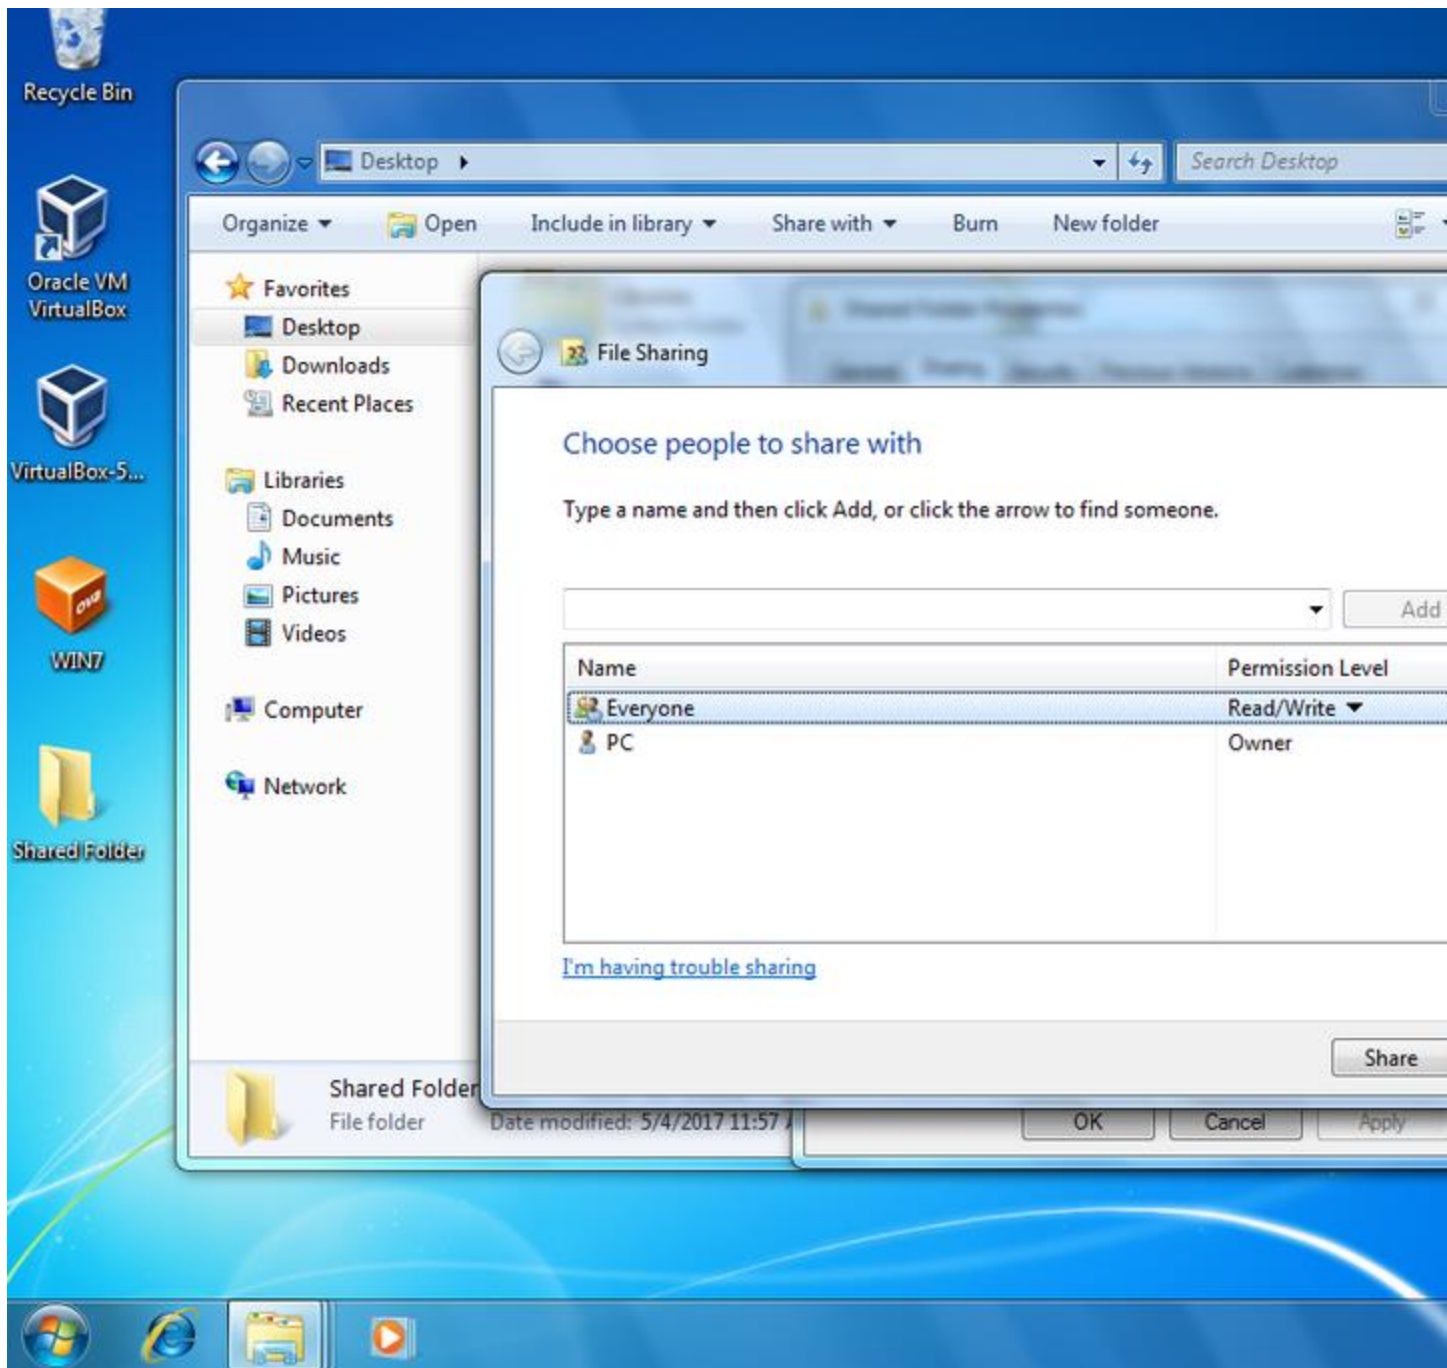 Recycle Bin
Oracle VM
VirtualBox
VirtualBox-5...
ova
WIN7
Shared Folder
Desktop
Search Desktop
Organize
Open
Include in library
Share with
Burn
New folder
Favorites
Desktop
Downloads
Recent Places
Libraries
Documents
Music
Pictures
Videos
Computer
Network
Shared Folder Properties
File Sharing
Choose people to share with
Type a name and then click Add, or click the arrow to find someone.
Add
Name Permission Level
Everyone Read/Write
PC Owner
I'm having trouble sharing
Share
Shared Folder
File folder
Date modified: 5/4/2017 11:57
OK Cancel Apply